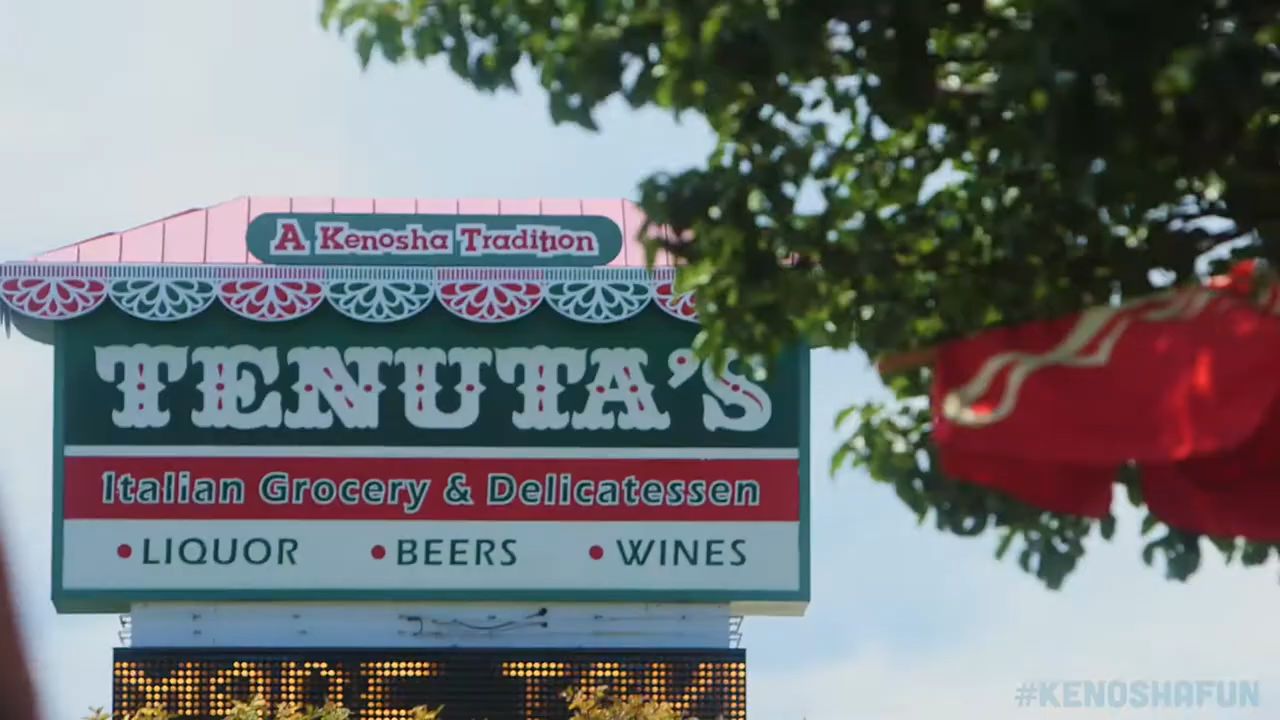 A Kenosha Tradition
TENUTA'S
Italian Grocery & Delicatessen
• LIQUOR • BEERS • WINES
#KENOSHAFUN